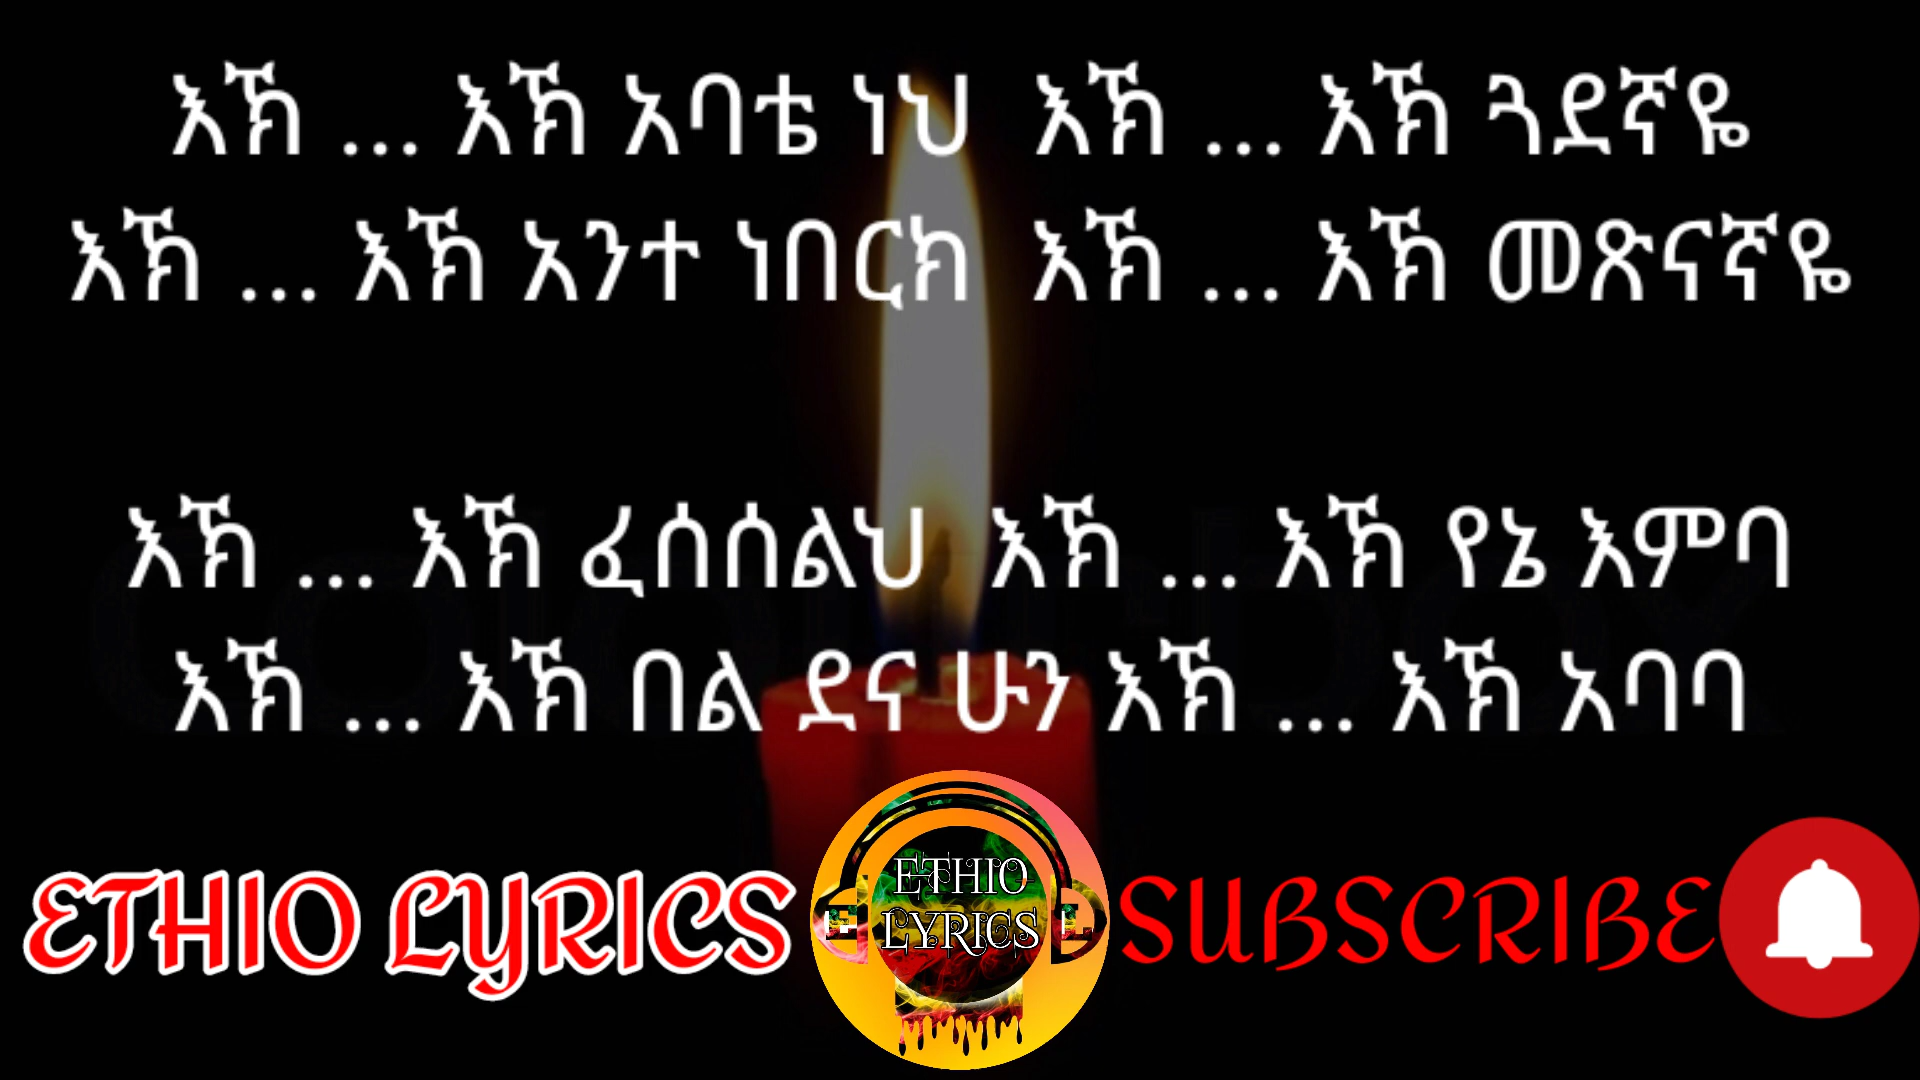 እኽ ... እኽ አባቴ ነህ እኽ ... እኽ ጓደኛዬ
እኽ ... እኽ አንተ ነበርክ እኽ ... እኽ መጽናኛዬ
እኽ ... እኽ ፈሰሰልህ እኽ ... እኽ የኔ እምባ
እኽ ... እኽ በል ደና ሁን እኽ ... እኽ አባባ
ETHIO LYRICS
E ETHIO L
LYRICS
SUBSCRIBE